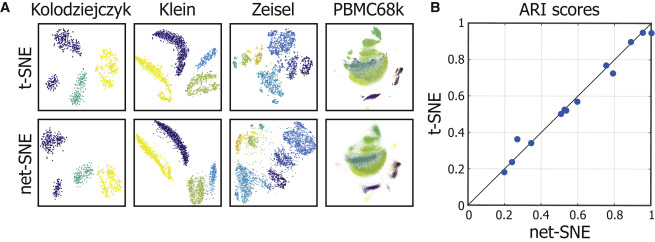 A
Kolodziejczyk Klein Zeisel PBMC68k
t-SNE
net-SNE
B
ARI scores
t-SNE
1
0.8
0.6
0.4
0.2
0
0 0.2 0.4 0.6 0.8 1
net-SNE